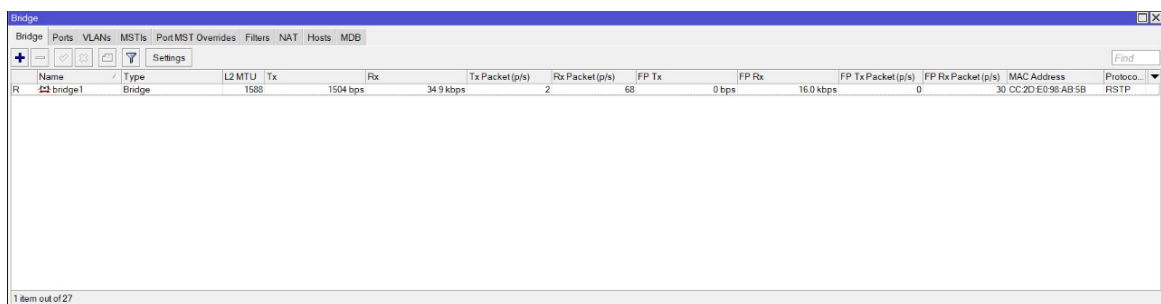 Bridge
Bridge Ports VLANs MSTIs Port MST Overrides Filters NAT Hosts MDB
Settings Find
Name Type L2 MTU Tx Rx Tx Packet (p/s) Rx Packet (p/s) FP Tx FP Rx FP Tx Packet (p/s) FP Rx Packet (p/s) MAC Address Protoco...
R bridge1 Bridge 1588 1504 bps 34.9 kbps 2 68 0 bps 16.0 kbps 0 30 CC:2D:E0:98:AB:5B RSTP
1 item out of 27